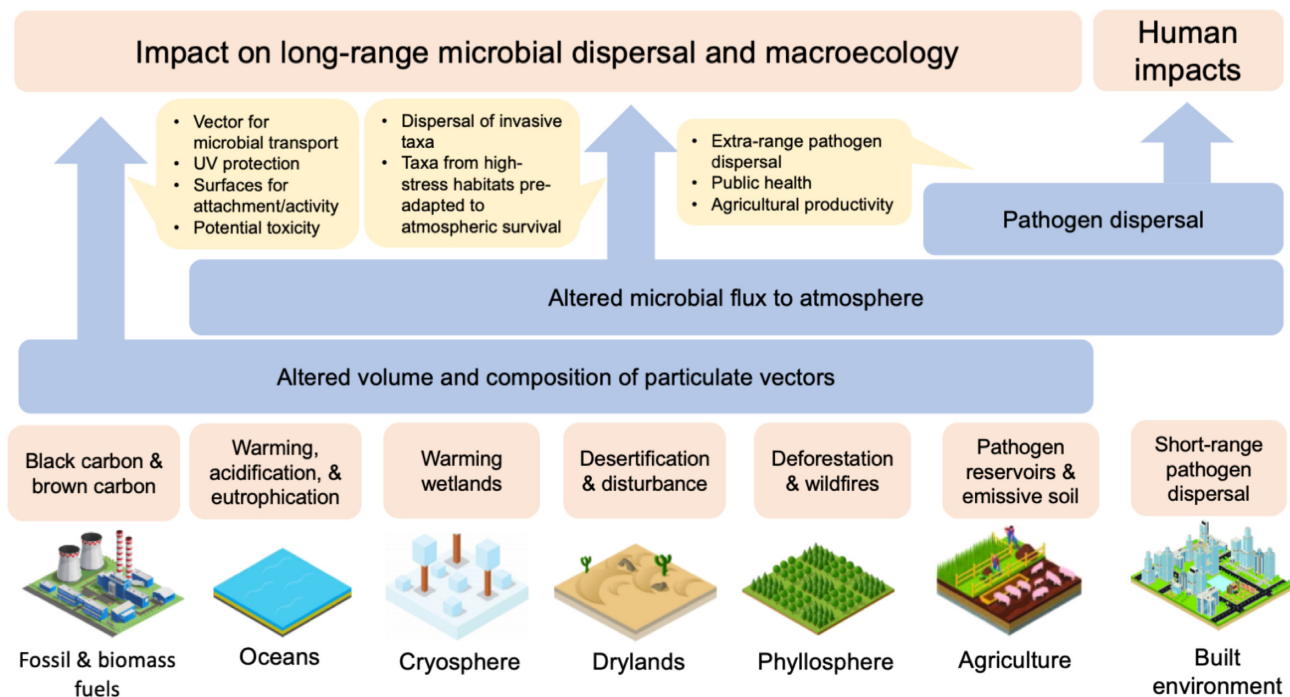 Impact on long-range microbial dispersal and macroecology
Human
impacts
• Vector for
microbial transport
• UV protection
• Surfaces for
attachment/activity
• Potential toxicity
• Dispersal of invasive
taxa
• Taxa from high-
stress habitats pre-
adapted to
atmospheric survival
• Extra-range pathogen
dispersal
• Public health
• Agricultural productivity
Pathogen dispersal
Altered microbial flux to atmosphere
Altered volume and composition of particulate vectors
Black carbon &
brown carbon
Warming,
acidification, &
eutrophication
Warming
wetlands
Desertification
& disturbance
Deforestation
& wildfires
Pathogen
reservoirs &
emissive soil
Short-range
pathogen
dispersal
Fossil & biomass
fuels
Oceans
Cryosphere
Drylands
Phyllosphere
Agriculture
Built
environment